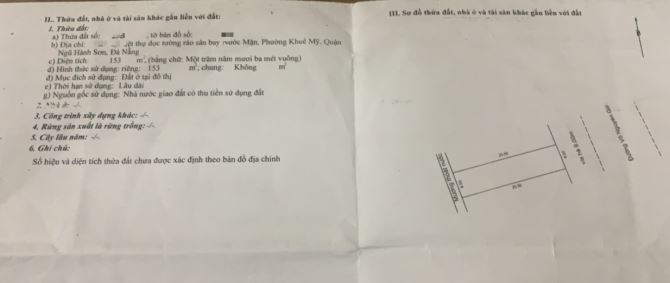 II. Thửa đất, nhà ở và tài sản khác gắn liền với đất:
1. Thửa đất:
a) Thửa đất số: , tờ bản đồ số:
b) Địa chỉ: dọc tường rào sân bay nước Mặn, Phường Khuê Mỹ, Quận
Ngũ Hành Sơn, Đà Nẵng
c) Diện tích: 153 m², (bằng chữ: Một trăm năm mươi ba mét vuông)
d) Hình thức sử dụng: riêng: 153 m²; chung: Không m²
đ) Mục đích sử dụng: Đất ở tại đô thị
e) Thời hạn sử dụng: Lâu dài
g) Nguồn gốc sử dụng: Nhà nước giao đất có thu tiền sử dụng đất
2. Nhà ở: -/-
3. Công trình xây dựng khác: -/-
4. Rừng sản xuất là rừng trồng: -/-
5. Cây lâu năm: -/-
6. Ghi chú:
Số hiệu và diện tích thửa đất chưa được xác định theo bản đồ địa chính
III. Sơ đồ thửa đất, nhà ở và tài sản khác gắn liền với đất
Mương thoát nước
Đường Võ Nguyên Giáp